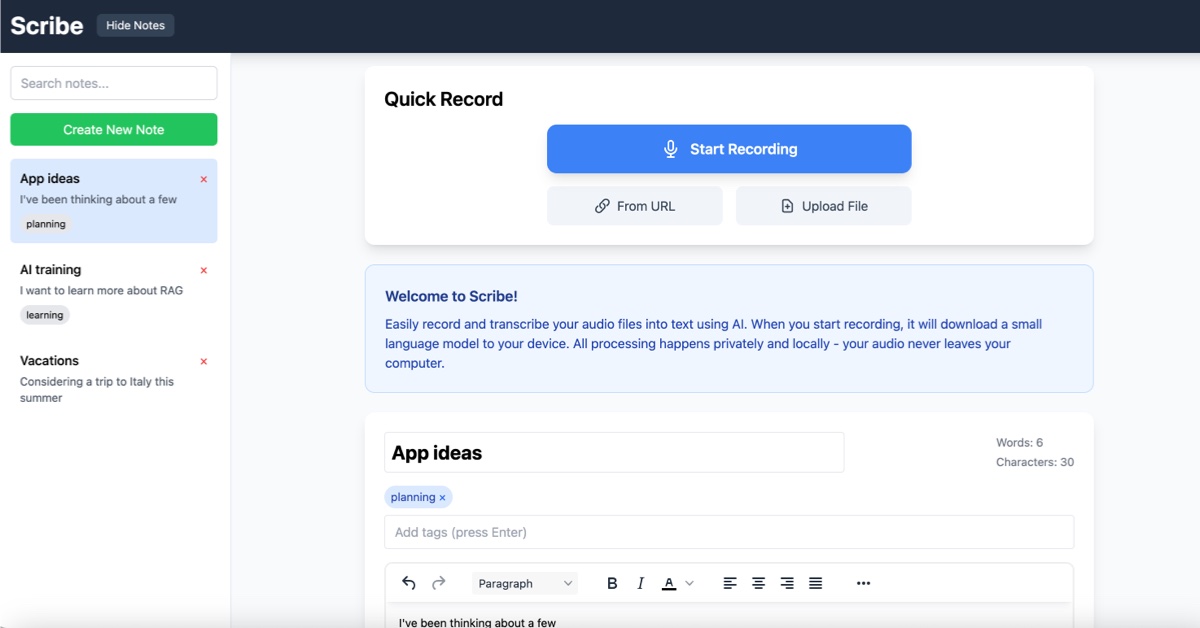 Scribe
Hide Notes
Search notes...
Create New Note
App ideas
×
I've been thinking about a few
planning
AI training
×
I want to learn more about RAG
learning
Vacations
×
Considering a trip to Italy this
summer
Quick Record
Start Recording
From URL
Upload File
Welcome to Scribe!
Easily record and transcribe your audio files into text using AI. When you start recording, it will download a small
language model to your device. All processing happens privately and locally - your audio never leaves your
computer.
App ideas
Words: 6
Characters: 30
planning ×
Add tags (press Enter)
Paragraph B I A
I've been thinking about a few